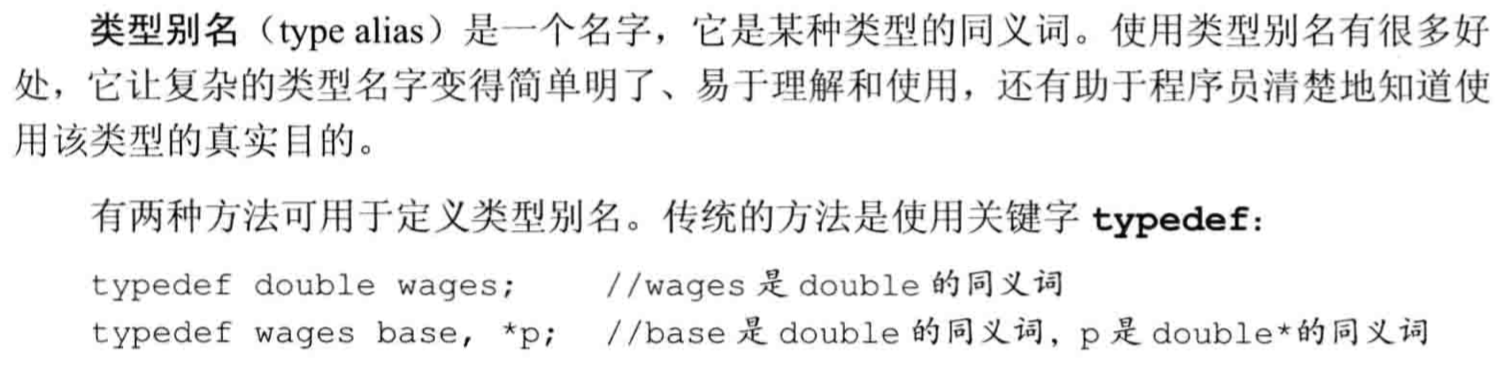 类型别名（type alias）是一个名字，它是某种类型的同义词。使用类型别名有很多好
处，它让复杂的类型名字变得简单明了、易于理解和使用，还有助于程序员清楚地知道使
用该类型的真实目的。
有两种方法可用于定义类型别名。传统的方法是使用关键字 typedef：
typedef double wages;    //wages 是 double 的同义词
typedef wages base, *p;  //base 是 double 的同义词，p 是 double*的同义词